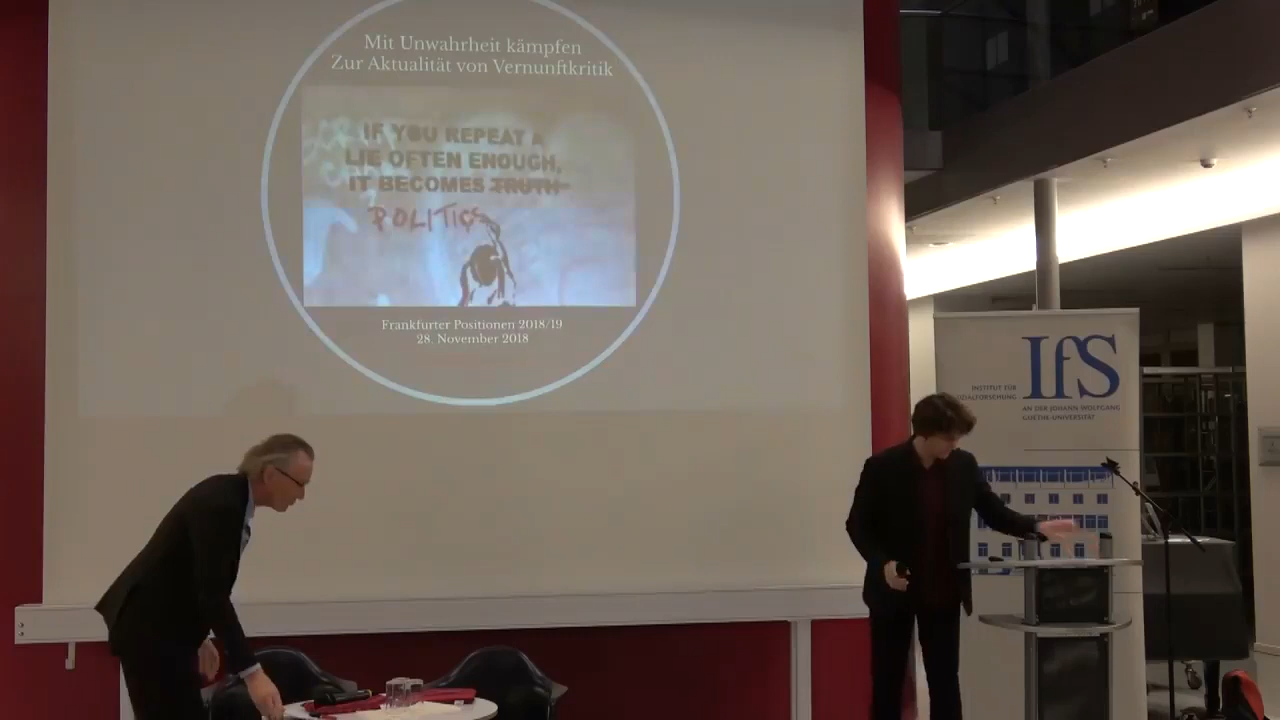 Mit Unwahrheit kämpfen
Zur Aktualität von Vernunftkritik
IF YOU REPEAT A
LIE OFTEN ENOUGH,
IT BECOMES TRUTH
POLITICS
Frankfurter Positionen 2018/19
28. November 2018
IfS
INSTITUT FÜR
SOZIALFORSCHUNG
AN DER JOHANN WOLFGANG
GOETHE-UNIVERSITÄT